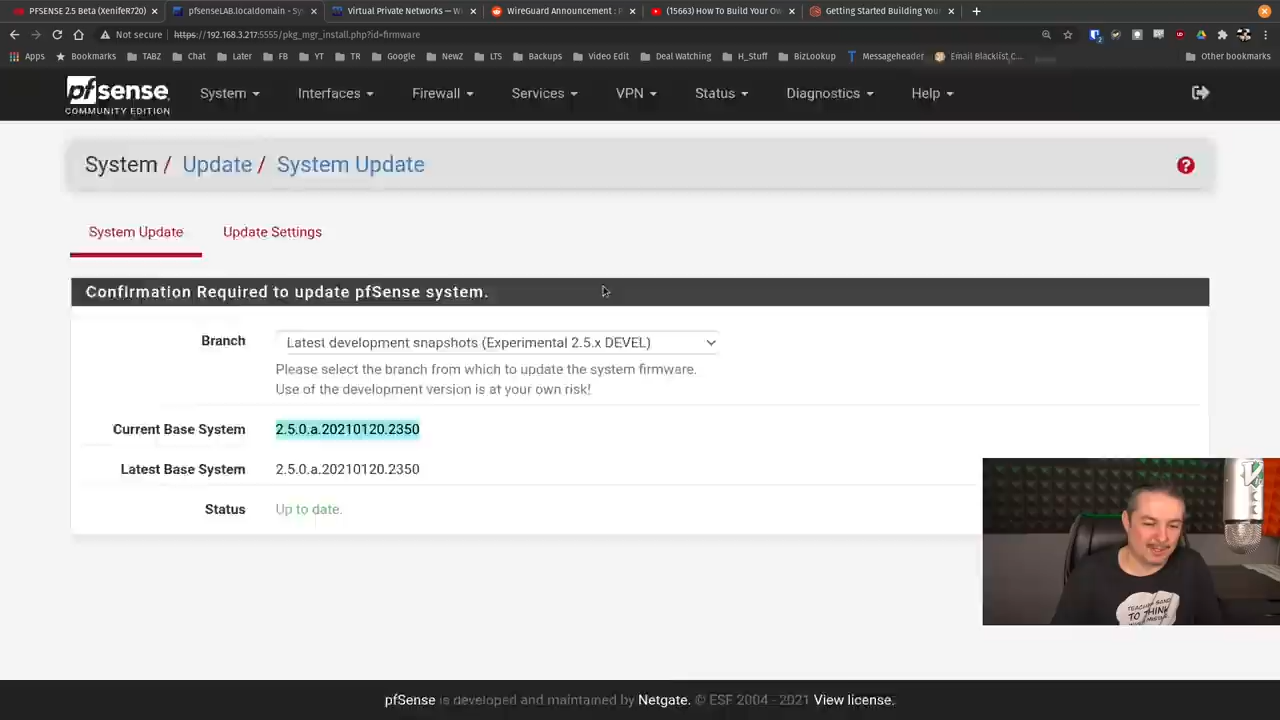 PFSENSE 2.5 Beta (XenifeR720)
pfsenseLAB.localdomain - Sys
Virtual Private Networks — W
WireGuard Announcement : P
(15663) How To Build Your Ow
Getting Started Building Your
Not secure
https://192.168.3.217:5555/pkg_mgr_install.php?id=firmware
Apps
Bookmarks
TABZ
Chat
Later
FB
YT
TR
Google
NewZ
LTS
Backups
Video Edit
Deal Watching
H_Stuff
BizLookup
Messageheader
Email Blacklist C...
Other bookmarks
pfsense
COMMUNITY EDITION
System
Interfaces
Firewall
Services
VPN
Status
Diagnostics
Help
System / Update / System Update
System Update
Update Settings
Confirmation Required to update pfSense system.
Branch
Latest development snapshots (Experimental 2.5.x DEVEL)
Please select the branch from which to update the system firmware.
Use of the development version is at your own risk!
Current Base System
2.5.0.a.20210120.2350
Latest Base System
2.5.0.a.20210120.2350
Status
Up to date.
TO THINK
pfSense is developed and maintained by Netgate. © ESF 2004 - 2021 View license.